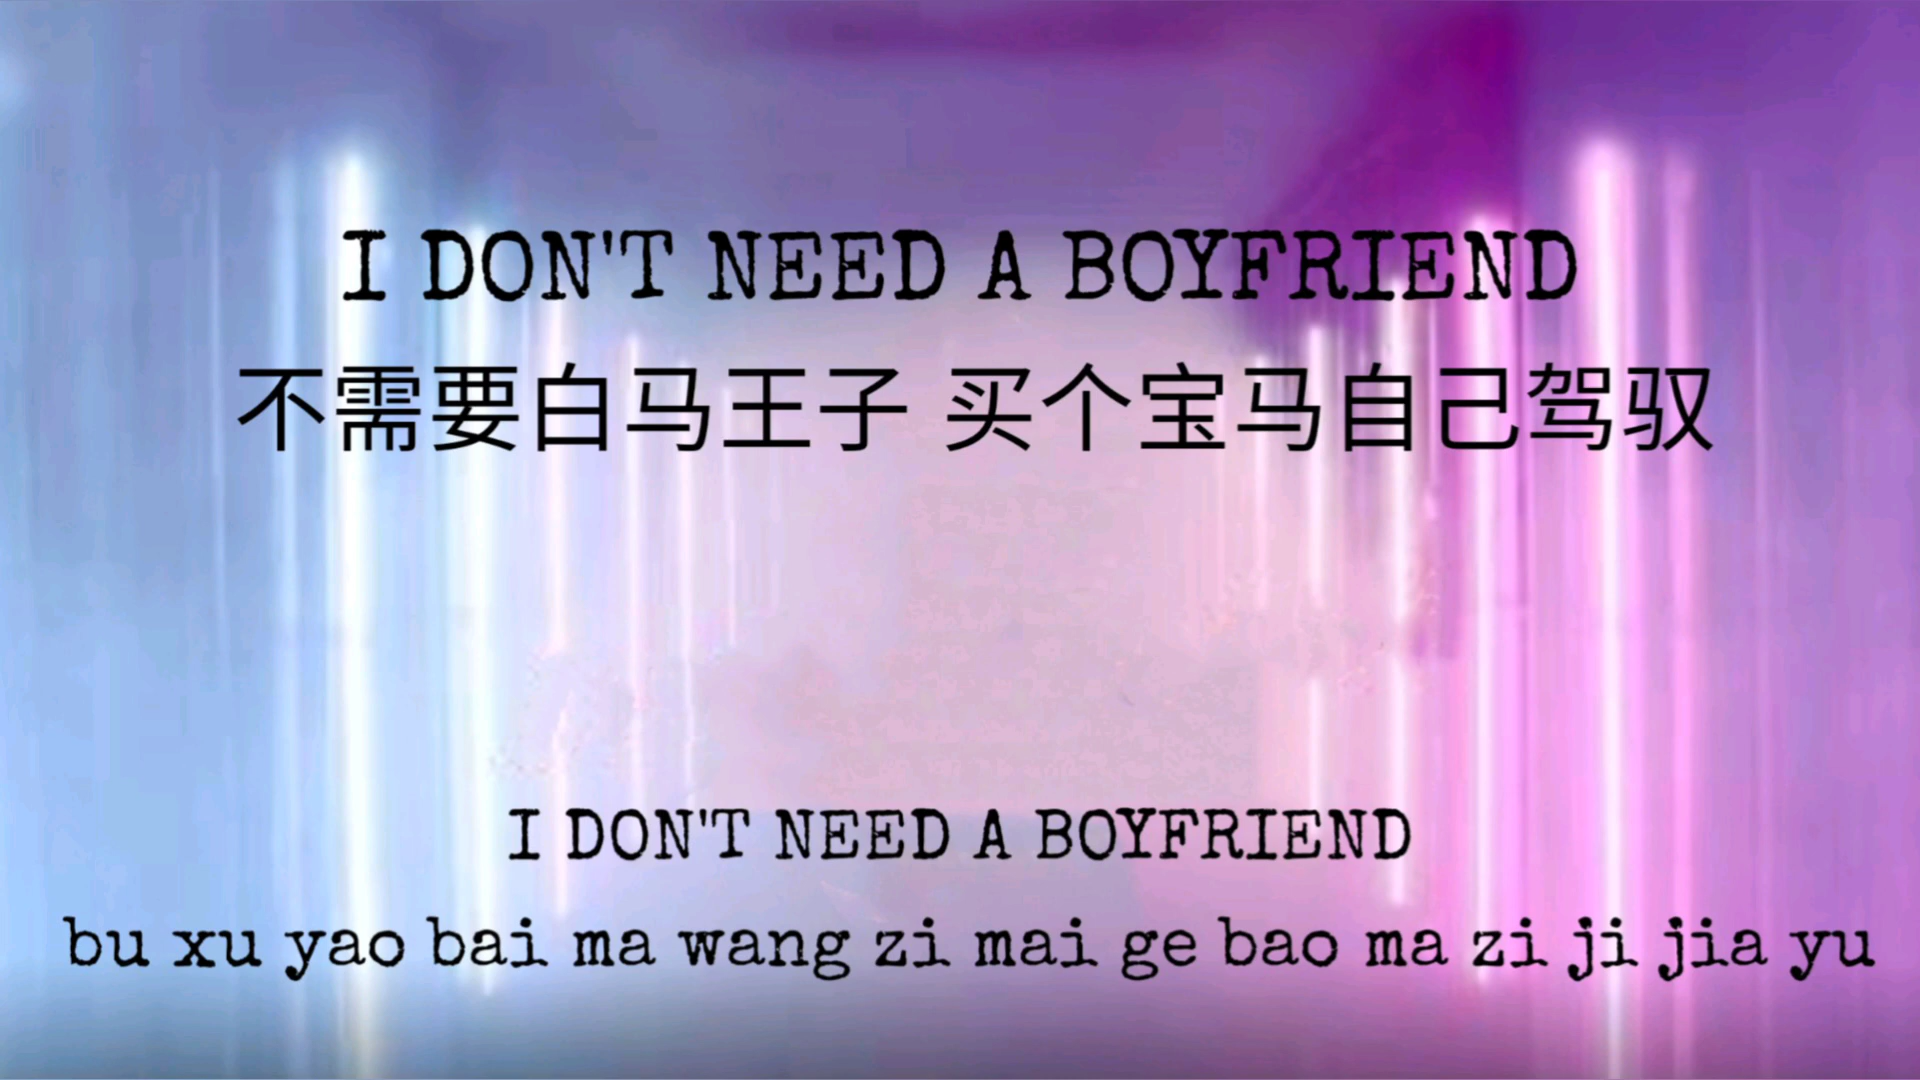 I DON'T NEED A BOYFRIEND
不需要白马王子 买个宝马自己驾驭
I DON'T NEED A BOYFRIEND
bu xu yao bai ma wang zi mai ge bao ma zi ji jia yu